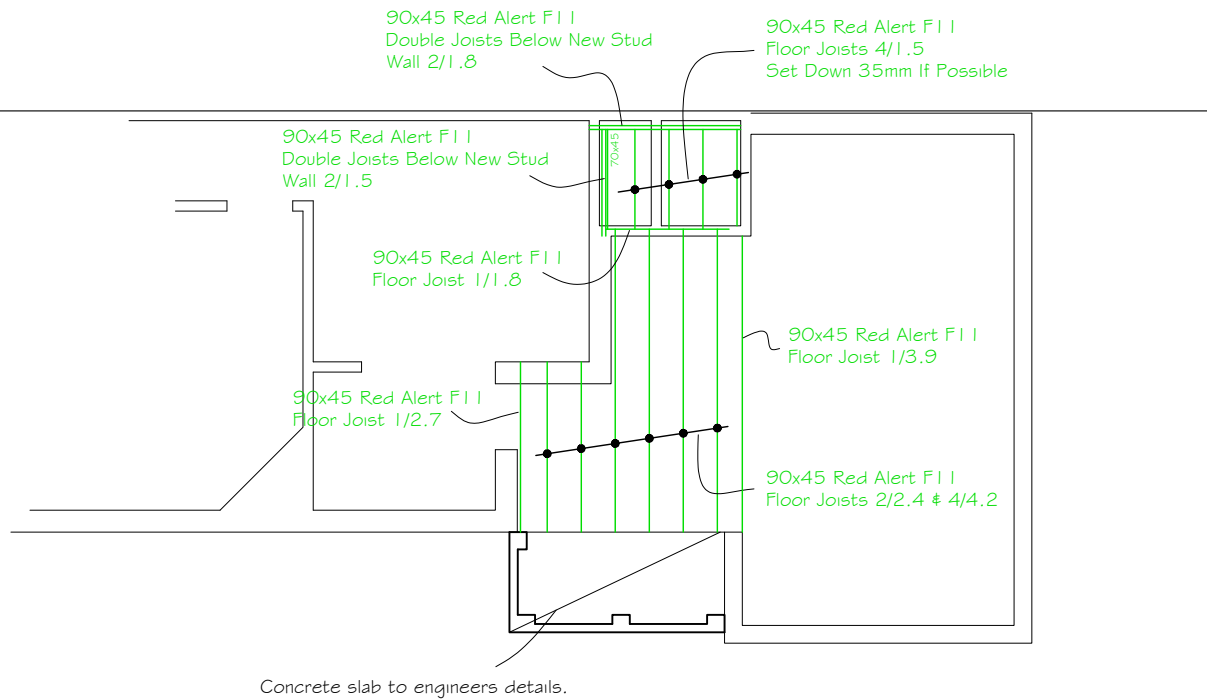 90x45 Red Alert F11
Double Joists Below New Stud
Wall 2/1.8
90x45 Red Alert F11
Floor Joists 4/1.5
Set Down 35mm If Possible
90x45 Red Alert F11
Double Joists Below New Stud
Wall 2/1.5
70x45
90x45 Red Alert F11
Floor Joist 1/1.8
90x45 Red Alert F11
Floor Joist 1/3.9
90x45 Red Alert F11
Floor Joist 1/2.7
90x45 Red Alert F11
Floor Joists 2/2.4 & 4/4.2
Concrete slab to engineers details.